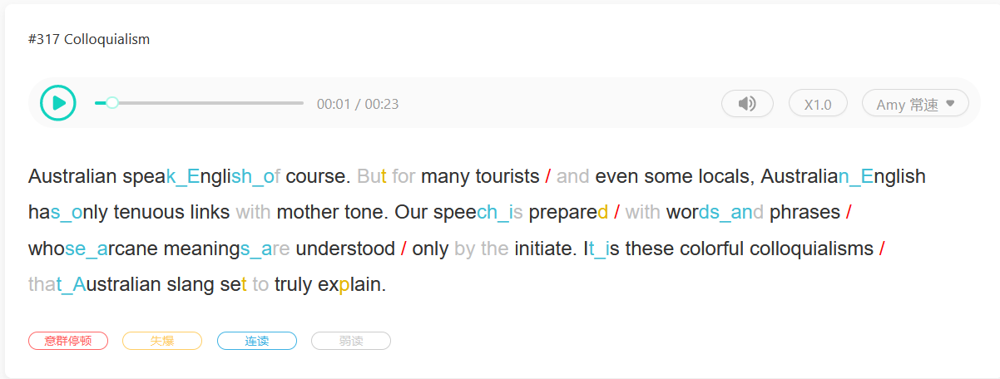 #317 Colloquialism
00:01 / 00:23
X1.0
Amy 常速
Australian speak_English_of course. But for many tourists / and even some locals, Australian_English
has_only tenuous links with mother tone. Our speech_is prepared / with words_and phrases /
whose_arcane meanings_are understood / only by the initiate. It_is these colorful colloquialisms /
that_Australian slang set to truly explain.
意群停顿 失爆 连读 弱读